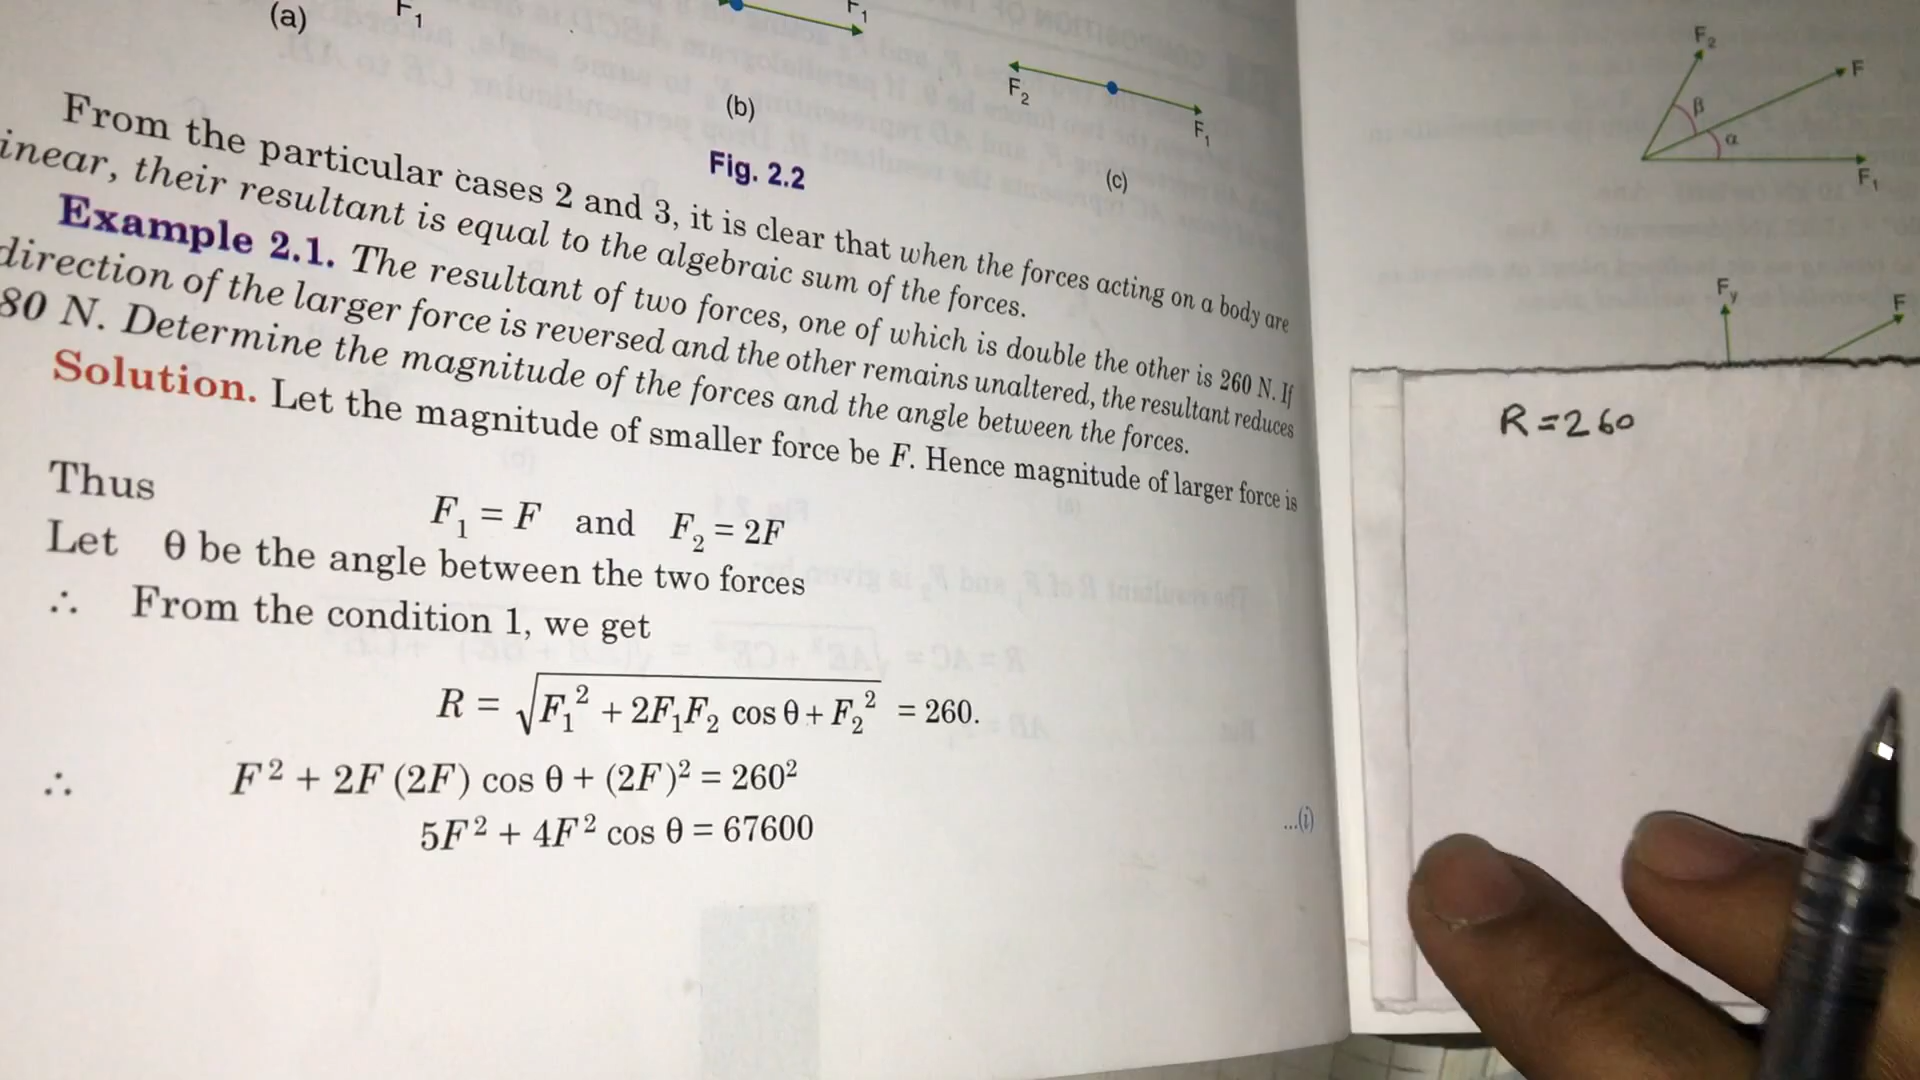 (a)
F₁
F₁
F₂
F₁
(b)
(c)
Fig. 2.2
From the particular cases 2 and 3, it is clear that when the forces acting on a body are
inear, their resultant is equal to the algebraic sum of the forces.
Example 2.1. The resultant of two forces, one of which is double the other is 260 N. If
direction of the larger force is reversed and the other remains unaltered, the resultant reduces
80 N. Determine the magnitude of the forces and the angle between the forces.
Solution. Let the magnitude of smaller force be F. Hence magnitude of larger force is
Thus
F₁ = F and F₂ = 2F
Let θ be the angle between the two forces
∴ From the condition 1, we get
R = √(F₁² + 2F₁F₂ cos θ + F₂²) = 260.
∴ F² + 2F (2F) cos θ + (2F)² = 260²
5F² + 4F² cos θ = 67600 ...(i)
F₂
F
β
α
F₁
Fy
F
R = 260